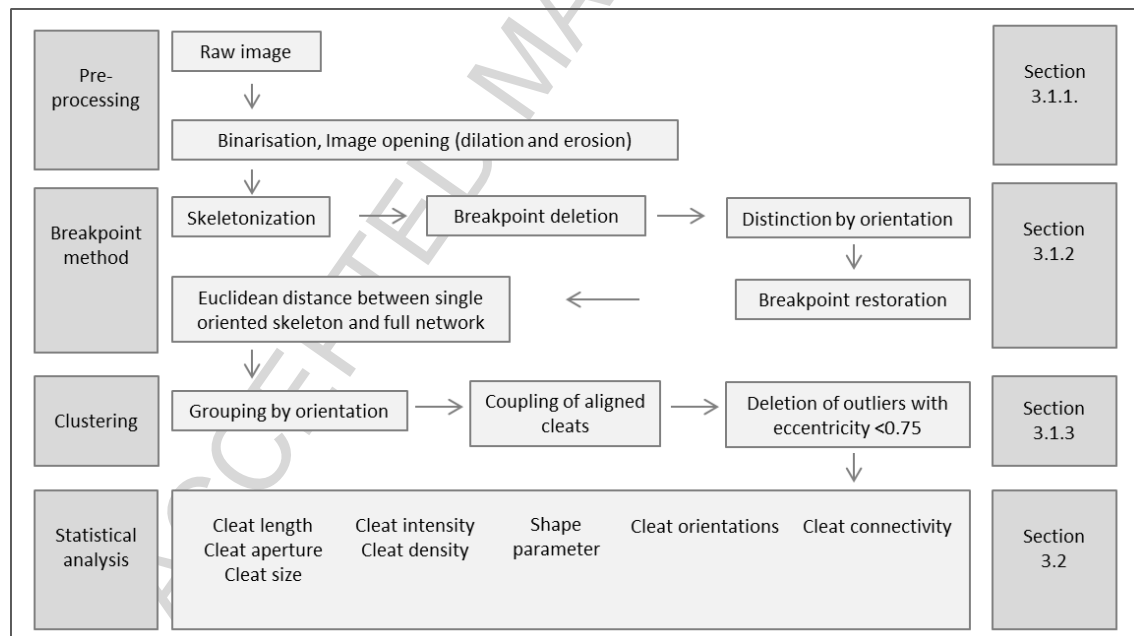 Pre-
processing
Raw image
Binarisation, Image opening (dilation and erosion)
Section
3.1.1.
Breakpoint
method
Skeletonization
Breakpoint deletion
Distinction by orientation
Euclidean distance between single
oriented skeleton and full network
Breakpoint restoration
Section
3.1.2
Clustering
Grouping by orientation
Coupling of aligned
cleats
Deletion of outliers with
eccentricity <0.75
Section
3.1.3
Statistical
analysis
Cleat length
Cleat aperture
Cleat size
Cleat intensity
Cleat density
Shape
parameter
Cleat orientations
Cleat connectivity
Section
3.2
ACCEPTED MA